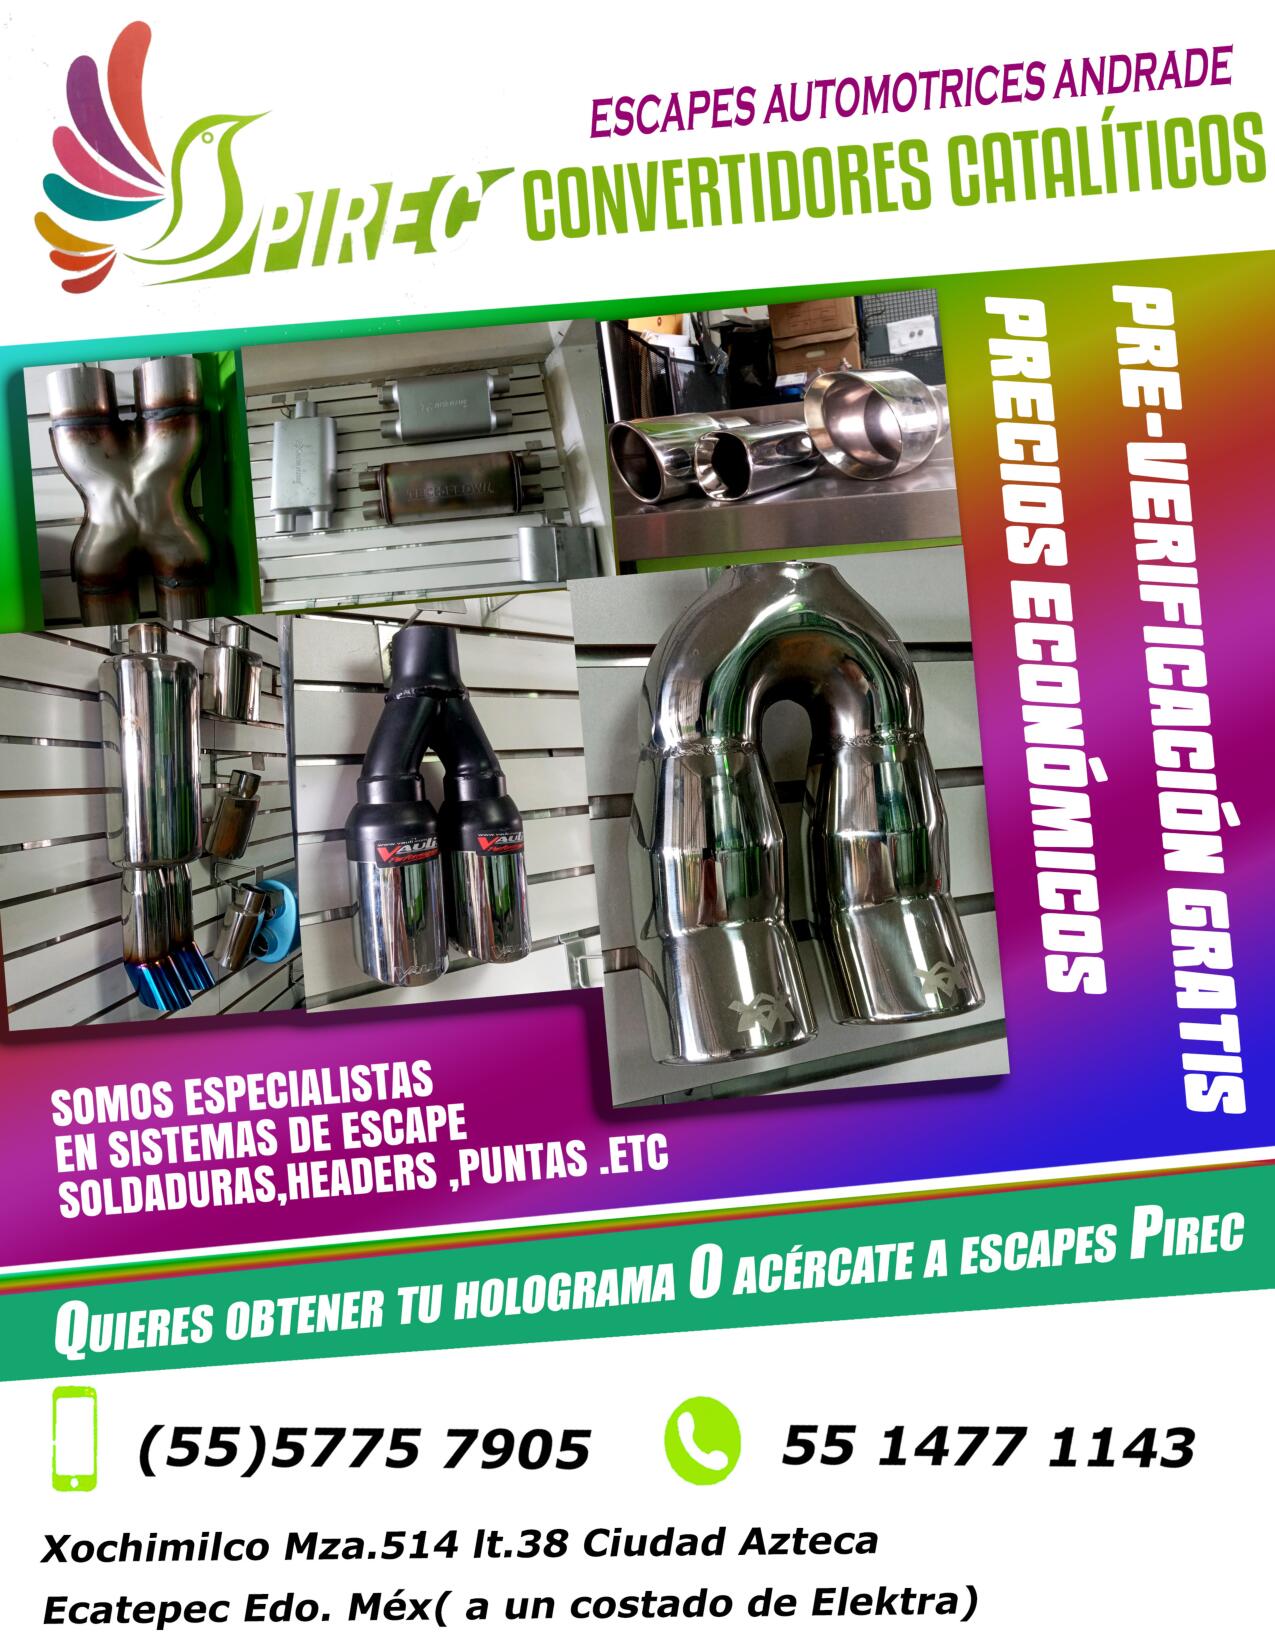 ESCAPES AUTOMOTRICES ANDRADE
PIREC CONVERTIDORES CATALÍTICOS
PRECIOS ECONÓMICOS
PRE-VERIFICACIÓN GRATIS
SOMOS ESPECIALISTAS
EN SISTEMAS DE ESCAPE
SOLDADURAS,HEADERS ,PUNTAS .ETC
QUIERES OBTENER TU HOLOGRAMA O ACÉRCATE A ESCAPES PIREC
(55)5775 7905
55 1477 1143
Xochimilco Mza.514 lt.38 Ciudad Azteca
Ecatepec Edo. Méx( a un costado de Elektra)